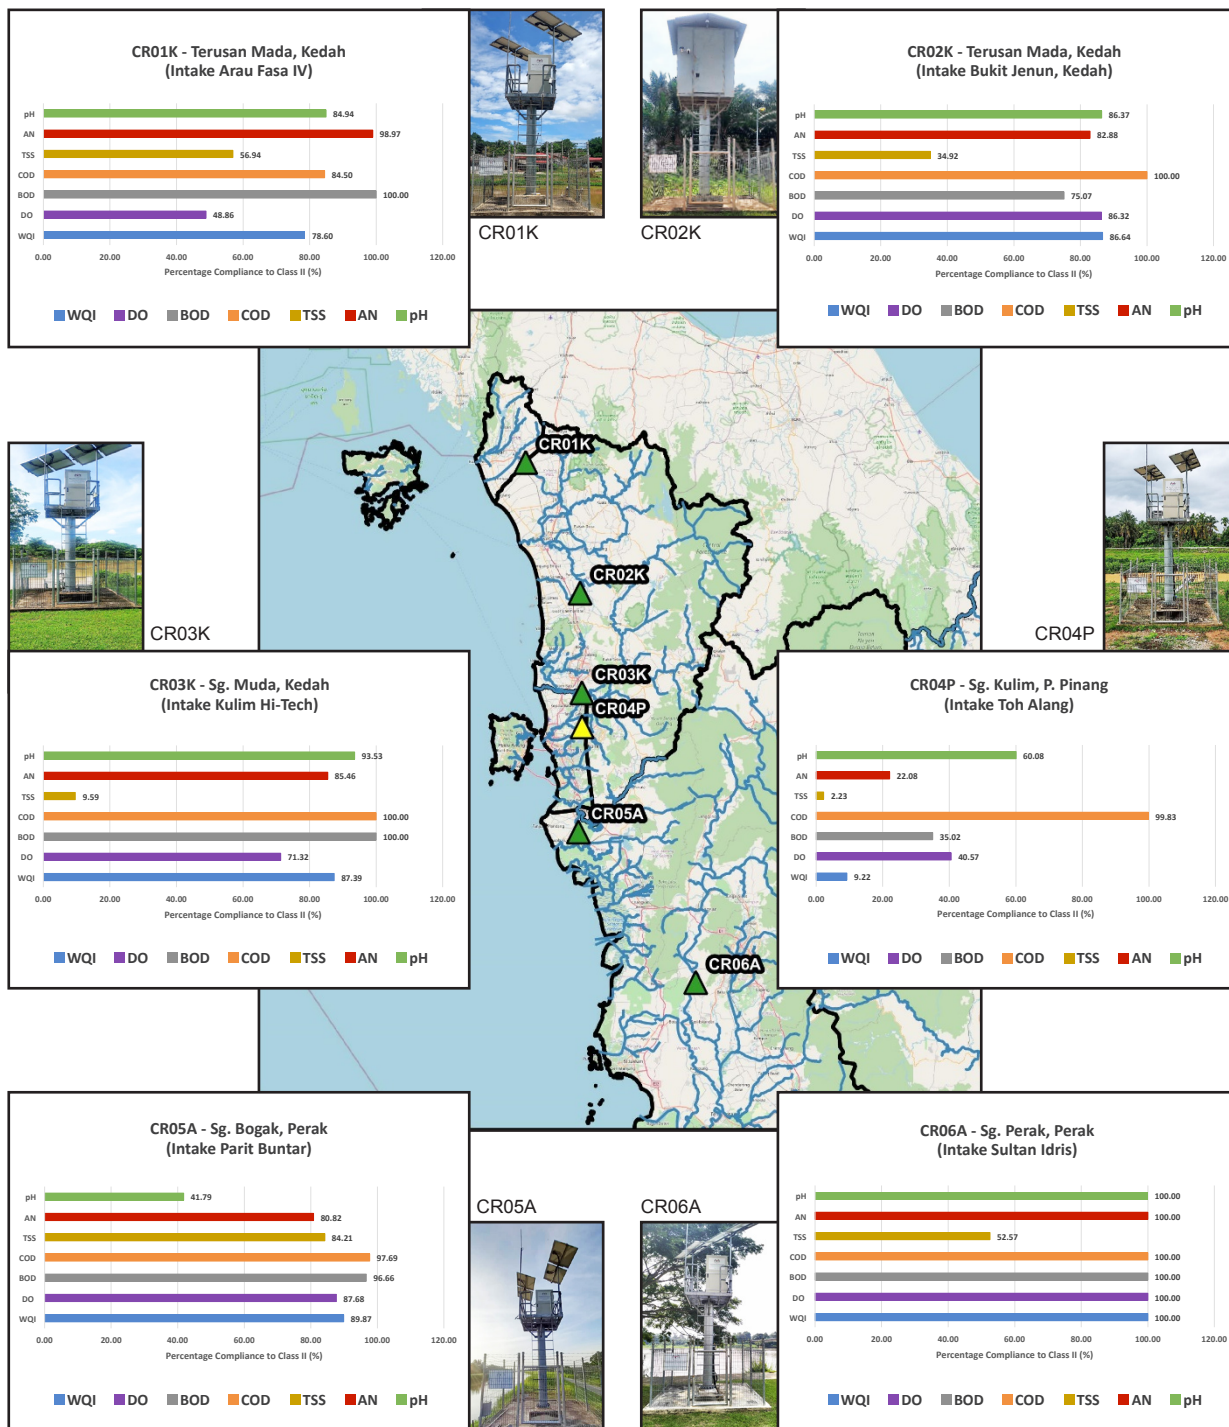 CR01K - Terusan Mada, Kedah
(Intake Arau Fasa IV)
pH
84.94
AN
98.97
TSS
56.94
COD
84.50
BOD
100.00
DO
48.86
WQI
78.60
0.00 20.00 40.00 60.00 80.00 100.00 120.00
Percentage Compliance to Class II (%)
WQI DO BOD COD TSS AN pH
CR01K
CR02K
CR02K - Terusan Mada, Kedah
(Intake Bukit Jenun, Kedah)
pH
86.37
AN
82.88
TSS
34.92
COD
100.00
BOD
75.07
DO
86.32
WQI
86.64
0.00 20.00 40.00 60.00 80.00 100.00 120.00
Percentage Compliance to Class II (%)
WQI DO BOD COD TSS AN pH
CR01K
CR02K
CR03K
CR04P
CR05A
CR06A
CR03K
CR04P
CR03K - Sg. Muda, Kedah
(Intake Kulim Hi-Tech)
pH
93.53
AN
85.46
TSS
9.59
COD
100.00
BOD
100.00
DO
71.32
WQI
87.39
0.00 20.00 40.00 60.00 80.00 100.00 120.00
Percentage Compliance to Class II (%)
WQI DO BOD COD TSS AN pH
CR04P - Sg. Kulim, P. Pinang
(Intake Toh Alang)
pH
60.08
AN
22.08
TSS
2.23
COD
99.83
BOD
35.02
DO
40.57
WQI
9.22
0.00 20.00 40.00 60.00 80.00 100.00 120.00
Percentage Compliance to Class II (%)
WQI DO BOD COD TSS AN pH
CR05A - Sg. Bogak, Perak
(Intake Parit Buntar)
pH
41.79
AN
80.82
TSS
84.21
COD
97.69
BOD
96.66
DO
87.68
WQI
89.87
0.00 20.00 40.00 60.00 80.00 100.00 120.00
Percentage Compliance to Class II (%)
WQI DO BOD COD TSS AN pH
CR05A
CR06A
CR06A - Sg. Perak, Perak
(Intake Sultan Idris)
pH
100.00
AN
100.00
TSS
52.57
COD
100.00
BOD
100.00
DO
100.00
WQI
100.00
0.00 20.00 40.00 60.00 80.00 100.00 120.00
Percentage Compliance to Class II (%)
WQI DO BOD COD TSS AN pH